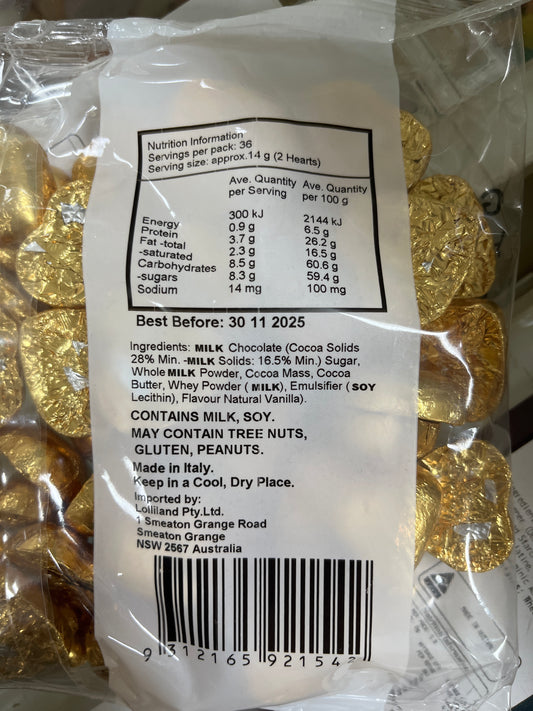 Nutrition Information
Servings per pack: 36
Serving size: approx.14 g (2 Hearts)
Ave. Quantity Ave. Quantity
per Serving per 100 g
Energy 300 kJ 2144 kJ
Protein 0.9 g 6.5 g
Fat -total 3.7 g 26.2 g
-saturated 2.3 g 16.5 g
Carbohydrates 8.5 g 60.6 g
-sugars 8.3 g 59.4 g
Sodium 14 mg 100 mg
Best Before: 30 11 2025
Ingredients: MILK Chocolate (Cocoa Solids
28% Min. -MILK Solids: 16.5% Min.) Sugar,
Whole MILK Powder, Cocoa Mass, Cocoa
Butter, Whey Powder ( MILK), Emulsifier ( SOY
Lecithin), Flavour Natural Vanilla).
CONTAINS MILK, SOY.
MAY CONTAIN TREE NUTS,
GLUTEN, PEANUTS.
Made in Italy.
Keep in a Cool, Dry Place.
Imported by:
Lolliland Pty.Ltd.
1 Smeaton Grange Road
Smeaton Grange
NSW 2567 Australia
9 312165 92154